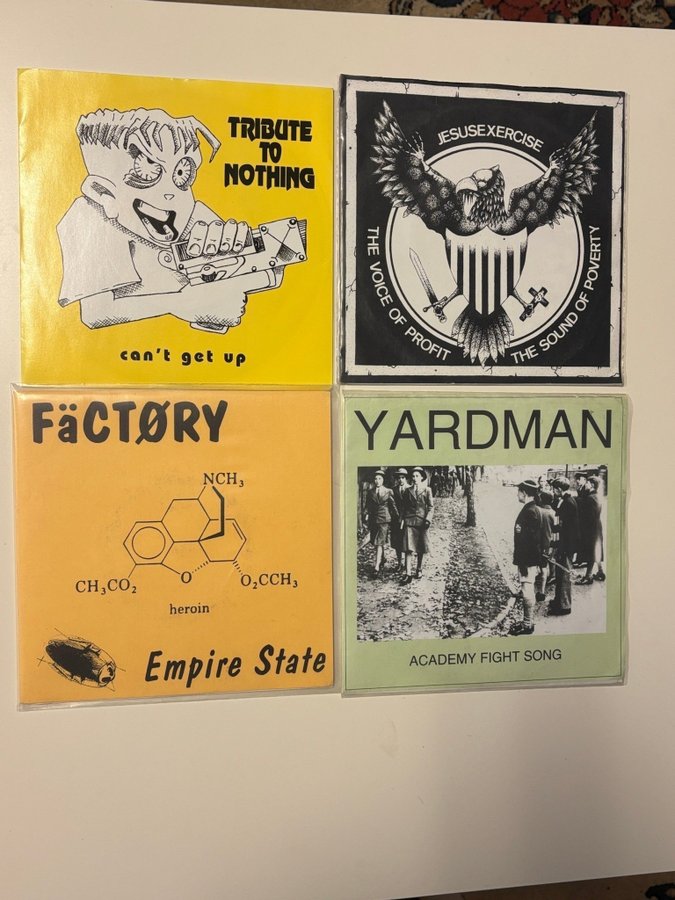 TRIBUTE
TO
NOTHING
can't get up
JESUSEXERCISE
THE VOICE OF PROFIT
THE SOUND OF POVERTY
FäCTØRY
NCH₃
CH₃CO₂
O
O₂CCH₃
heroin
Empire State
YARDMAN
ACADEMY FIGHT SONG